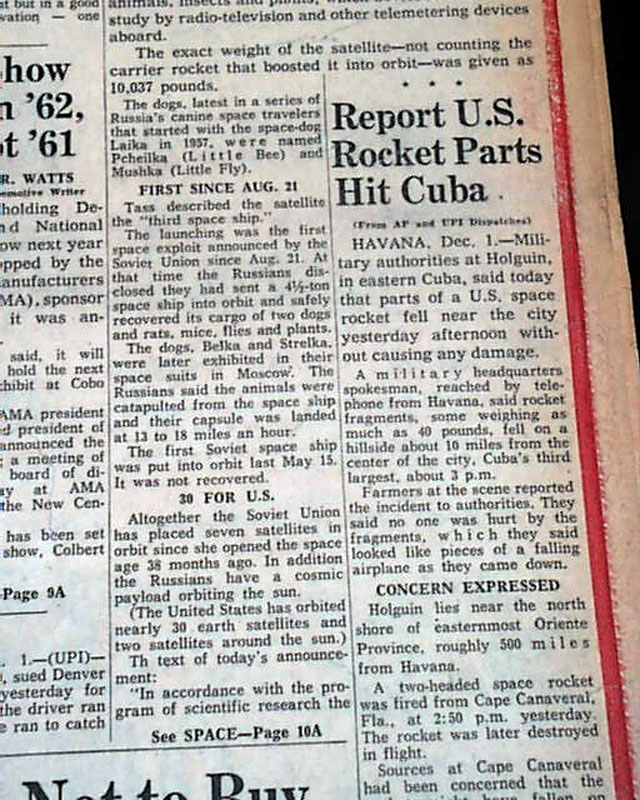 st but in a good
vation — one
how
n ’62,
ot ’61
R. WATTS
Writer
holding De-
nd National
ow next year
opped by the
anufacturers
MA), sponsor
it was an-
said, it will
hold the next
hibit at Cobo
AMA president
d president of
announced the
; a meeting of
board of di-
ay at AMA
the New Cen-
has been set
show, Colbert
Page 9A
. 1.—(UPI)—
, sued Denver
yesterday for
the driver ran
e ran to catch
animals, insects and plants,
study by radio-television and other telemetering devices
aboard.
The exact weight of the satellite—not counting the
carrier rocket that boosted it into orbit—was given as
10,037 pounds.
The dogs, latest in a series of
Russia's canine space travelers
that started with the space-dog
Laika in 1957, were named
Pcheilka (Little Bee) and
Mushka (Little Fly).
FIRST SINCE AUG. 21
Tass described the satellite
the "third space ship."
The launching was the first
space exploit announced by the
Soviet Union since Aug. 21. At
that time the Russians dis-
closed they had sent a 4½-ton
space ship into orbit and safely
recovered its cargo of two dogs
and rats, mice, flies and plants.
The dogs, Belka and Strelka,
were later exhibited in their
space suits in Moscow. The
Russians said the animals were
catapulted from the space ship
and their capsule was landed
at 13 to 18 miles an hour.
The first Soviet space ship
was put into orbit last May 15.
It was not recovered.
30 FOR U.S.
Altogether the Soviet Union
has placed seven satellites in
orbit since she opened the space
age 38 months ago. In addition
the Russians have a cosmic
payload orbiting the sun.
(The United States has orbited
nearly 30 earth satellites and
two satellites around the sun.)
Th text of today's announce-
ment:
"In accordance with the pro-
gram of scientific research the
See SPACE—Page 10A
Not to Buy
* * *
Report U.S.
Rocket Parts
Hit Cuba
(From AP and UPI Dispatches)
HAVANA, Dec. 1.—Mili-
tary authorities at Holguin,
in eastern Cuba, said today
that parts of a U.S. space
rocket fell near the city
yesterday afternoon with-
out causing any damage.
A military headquarters
spokesman, reached by tele-
phone from Havana, said rocket
fragments, some weighing as
much as 40 pounds, fell on a
hillside about 10 miles from the
center of the city, Cuba's third
largest, about 3 p.m.
Farmers at the scene reported
the incident to authorities. They
said no one was hurt by the
fragments, which they said
looked like pieces of a falling
airplane as they came down.
CONCERN EXPRESSED
Holguin lies near the north
shore of easternmost Oriente
Province, roughly 500 miles
from Havana.
A two-headed space rocket
was fired from Cape Canaveral,
Fla., at 2:50 p.m. yesterday.
The rocket was later destroyed
in flight.
Sources at Cape Canaveral
had been concerned that the